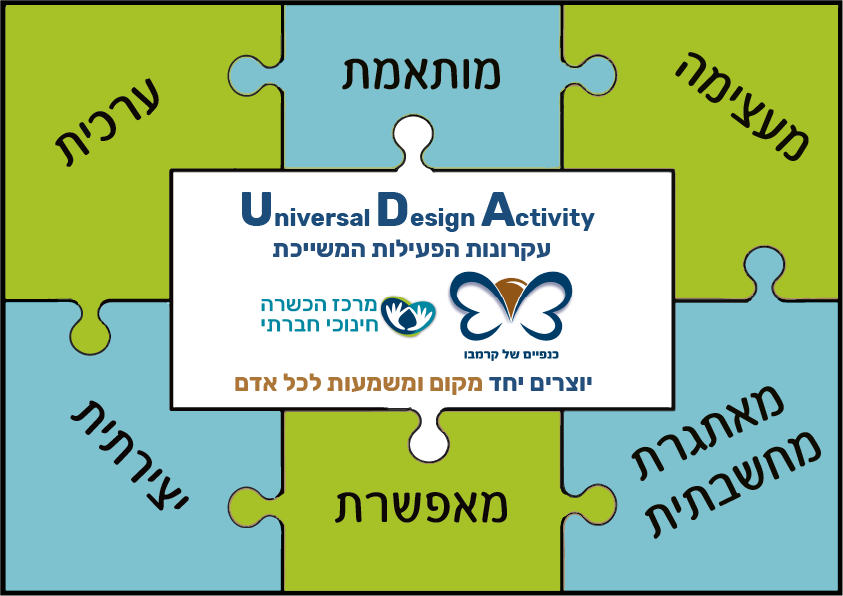 מעצימה
מותאמת
ערכית
Universal Design Activity
עקרונות הפעילות המשייכת
מרכז הכשרה
חינוכי חברתי
כנפיים של קרמבו
יוצרים יחד מקום ומשמעות לכל אדם
מאתגרת
מחשבתית
מאפשרת
יצירתית